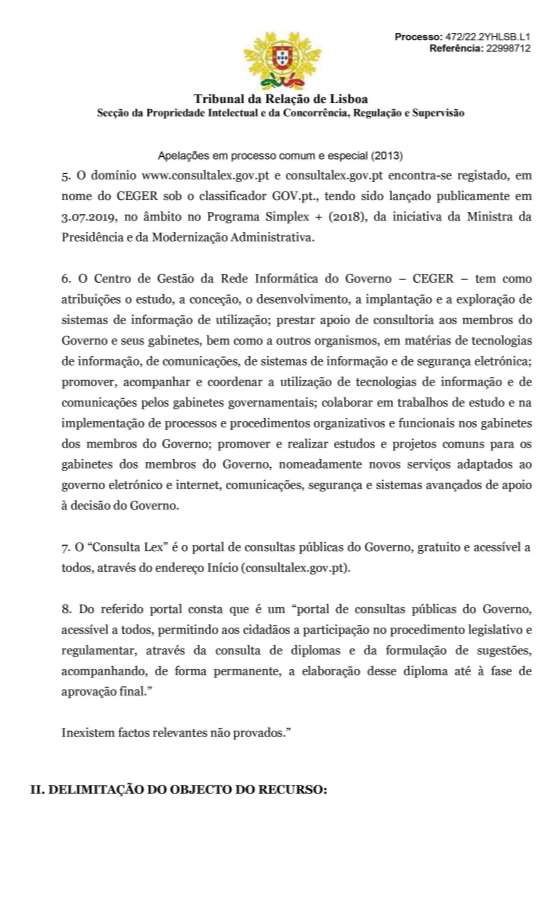 Processo: 472/22.2YHLSB.L1
Referência: 22998712
Tribunal da Relação de Lisboa
Secção da Propriedade Intelectual e da Concorrência, Regulação e Supervisão
Apelações em processo comum e especial (2013)
5. O domínio www.consultalex.gov.pt e consultalex.gov.pt encontra-se registado, em
nome do CEGER sob o classificador GOV.pt., tendo sido lançado publicamente em
3.07.2019, no âmbito no Programa Simplex + (2018), da iniciativa da Ministra da
Presidência e da Modernização Administrativa.
6. O Centro de Gestão da Rede Informática do Governo – CEGER – tem como
atribuições o estudo, a conceção, o desenvolvimento, a implantação e a exploração de
sistemas de informação de utilização; prestar apoio de consultoria aos membros do
Governo e seus gabinetes, bem como a outros organismos, em matérias de tecnologias
de informação, de comunicações, de sistemas de informação e de segurança eletrónica;
promover, acompanhar e coordenar a utilização de tecnologias de informação e de
comunicações pelos gabinetes governamentais; colaborar em trabalhos de estudo e na
implementação de processos e procedimentos organizativos e funcionais nos gabinetes
dos membros do Governo; promover e realizar estudos e projetos comuns para os
gabinetes dos membros do Governo, nomeadamente novos serviços adaptados ao
governo eletrónico e internet, comunicações, segurança e sistemas avançados de apoio
à decisão do Governo.
7. O “Consulta Lex” é o portal de consultas públicas do Governo, gratuito e acessível a
todos, através do endereço Início (consultalex.gov.pt).
8. Do referido portal consta que é um “portal de consultas públicas do Governo,
acessível a todos, permitindo aos cidadãos a participação no procedimento legislativo e
regulamentar, através da consulta de diplomas e da formulação de sugestões,
acompanhando, de forma permanente, a elaboração desse diploma até à fase de
aprovação final.”
Inexistem factos relevantes não provados.”
II. DELIMITAÇÃO DO OBJECTO DO RECURSO: